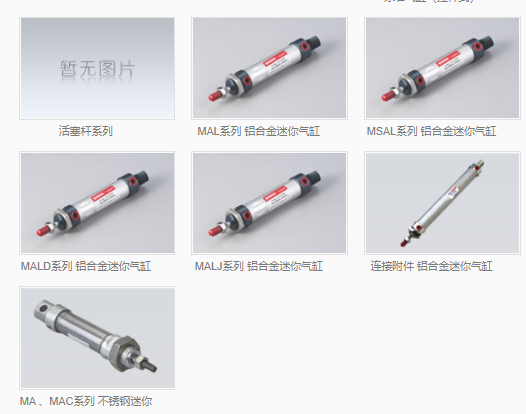 暂无图片
活塞杆系列
MAL系列 铝合金迷你气缸
MSAL系列 铝合金迷你气缸
MALD系列 铝合金迷你气缸
MALJ系列 铝合金迷你气缸
连接附件 铝合金迷你气缸
MA 、MAC系列 不锈钢迷你